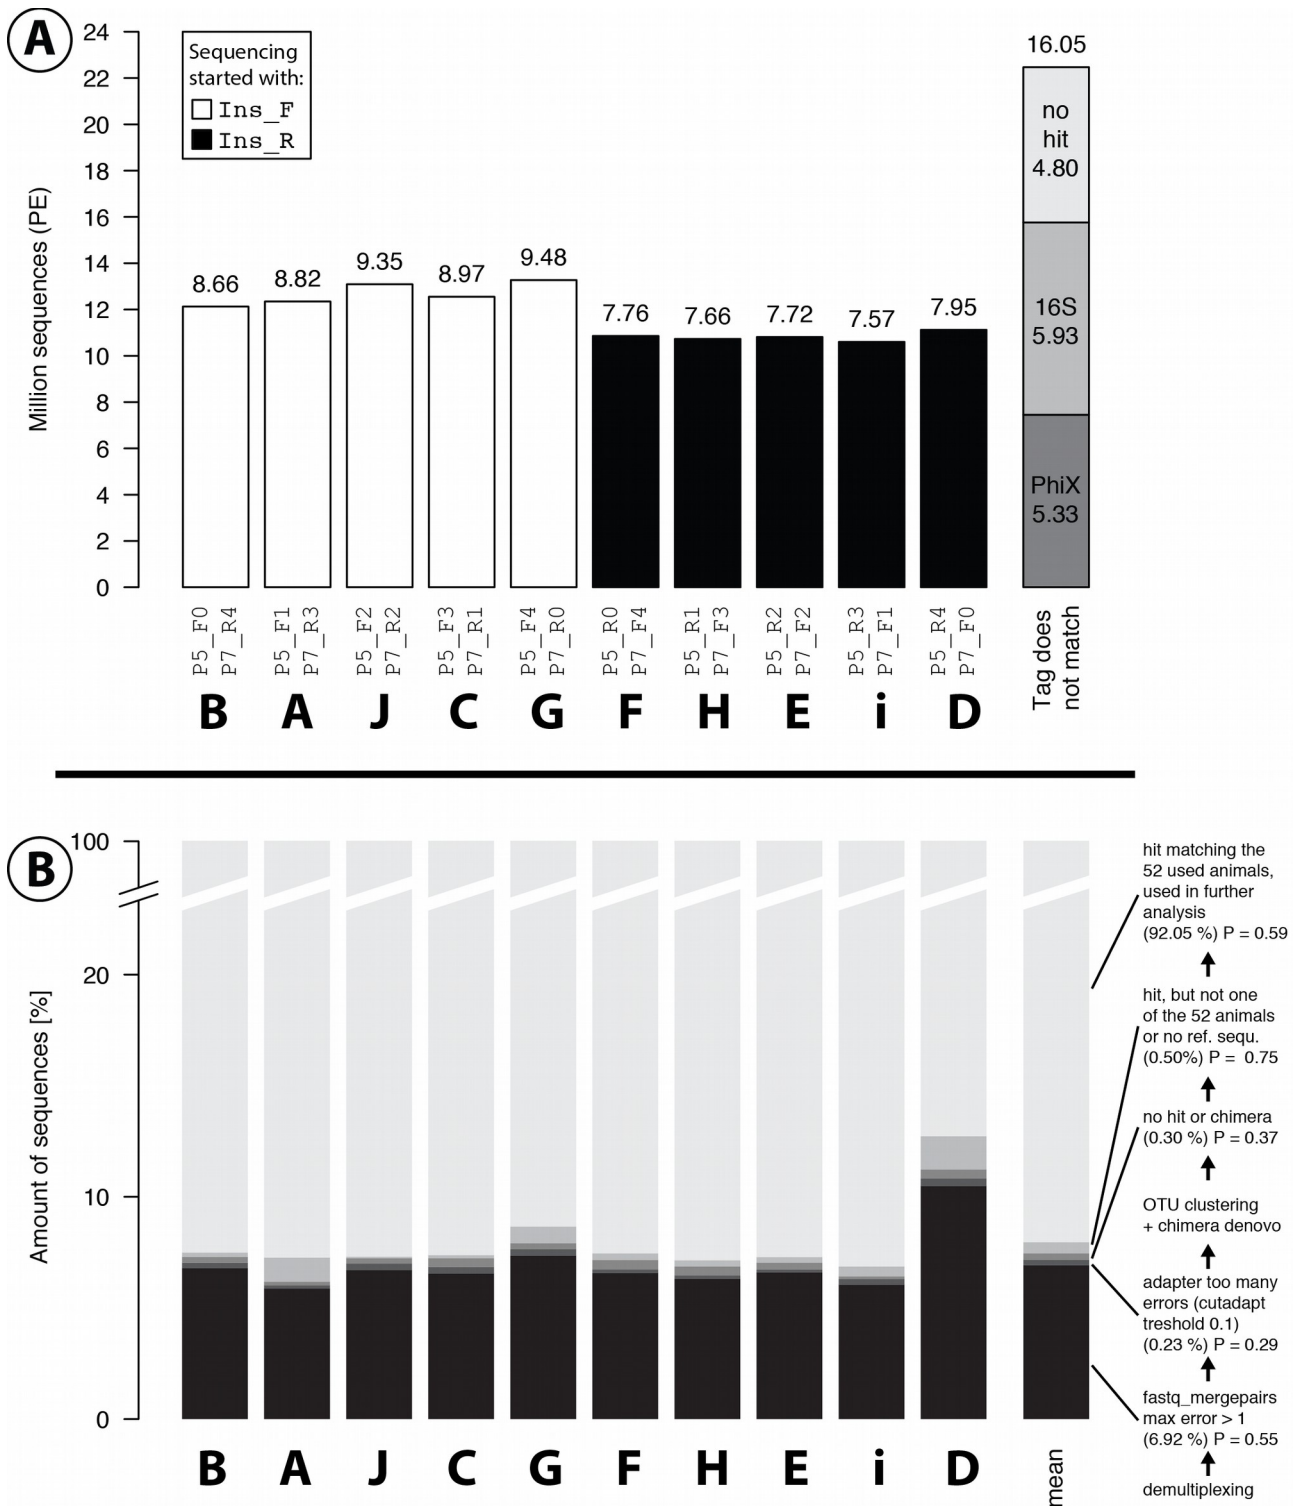 A
24
22
20
18
16
14
12
10
8
6
4
2
0
Million sequences (PE)
Sequencing
started with:
Ins_F
Ins_R
8.66
8.82
9.35
8.97
9.48
7.76
7.66
7.72
7.57
7.95
16.05
no
hit
4.80
16S
5.93
PhiX
5.33
P5_F0
P7_R4
P5_F1
P7_R3
P5_F2
P7_R2
P5_F3
P7_R1
P5_F4
P7_R0
P5_R0
P7_F4
P5_R1
P7_F3
P5_R2
P7_F2
P5_R3
P7_F1
P5_R4
P7_F0
Tag does
not match
B A J C G F H E i D
B
100
20
10
0
Amount of sequences [%]
hit matching the
52 used animals,
used in further
analysis
(92.05 %) P = 0.59
hit, but not one
of the 52 animals
or no ref. sequ.
(0.50%) P = 0.75
no hit or chimera
(0.30 %) P = 0.37
OTU clustering
+ chimera denovo
adapter too many
errors (cutadapt
treshold 0.1)
(0.23 %) P = 0.29
fastq_mergepairs
max error > 1
(6.92 %) P = 0.55
demultiplexing
B A J C G F H E i D
mean